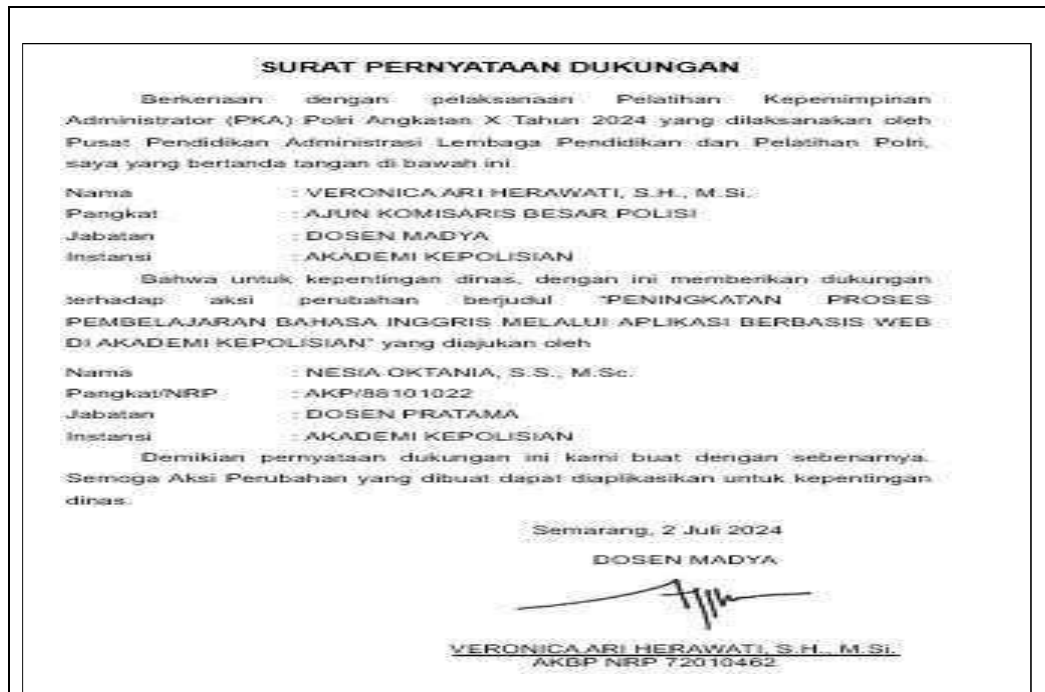 SURAT PERNYATAAN DUKUNGAN
Berkenaan dengan pelaksanaan Pelatihan Kepemimpinan
Administrator (PKA) Polri Angkatan X Tahun 2024 yang dilaksanakan oleh
Pusat Pendidikan Administrasi Lembaga Pendidikan dan Pelatihan Polri,
saya yang bertanda tangan di bawah ini.
Nama : VERONICA ARI HERAWATI, S.H., M.Si.
Pangkat : AJUN KOMISARIS BESAR POLISI
Jabatan : DOSEN MADYA
Instansi : AKADEMI KEPOLISIAN
Bahwa untuk kepentingan dinas, dengan ini memberikan dukungan
terhadap aksi perubahan berjudul "PENINGKATAN PROSES
PEMBELAJARAN BAHASA INGGRIS MELALUI APLIKASI BERBASIS WEB
DI AKADEMI KEPOLISIAN" yang diajukan oleh
Nama : NESIA OKTANIA, S.S., M.Sc.
Pangkat/NRP : AKP/88101022
Jabatan : DOSEN PRATAMA
Instansi : AKADEMI KEPOLISIAN
Demikian pernyataan dukungan ini kami buat dengan sebenarnya.
Semoga Aksi Perubahan yang dibuat dapat diaplikasikan untuk kepentingan
dinas.
Semarang, 2 Juli 2024
DOSEN MADYA
VERONICA ARI HERAWATI, S.H., M.Si.
AKBP NRP 72010462